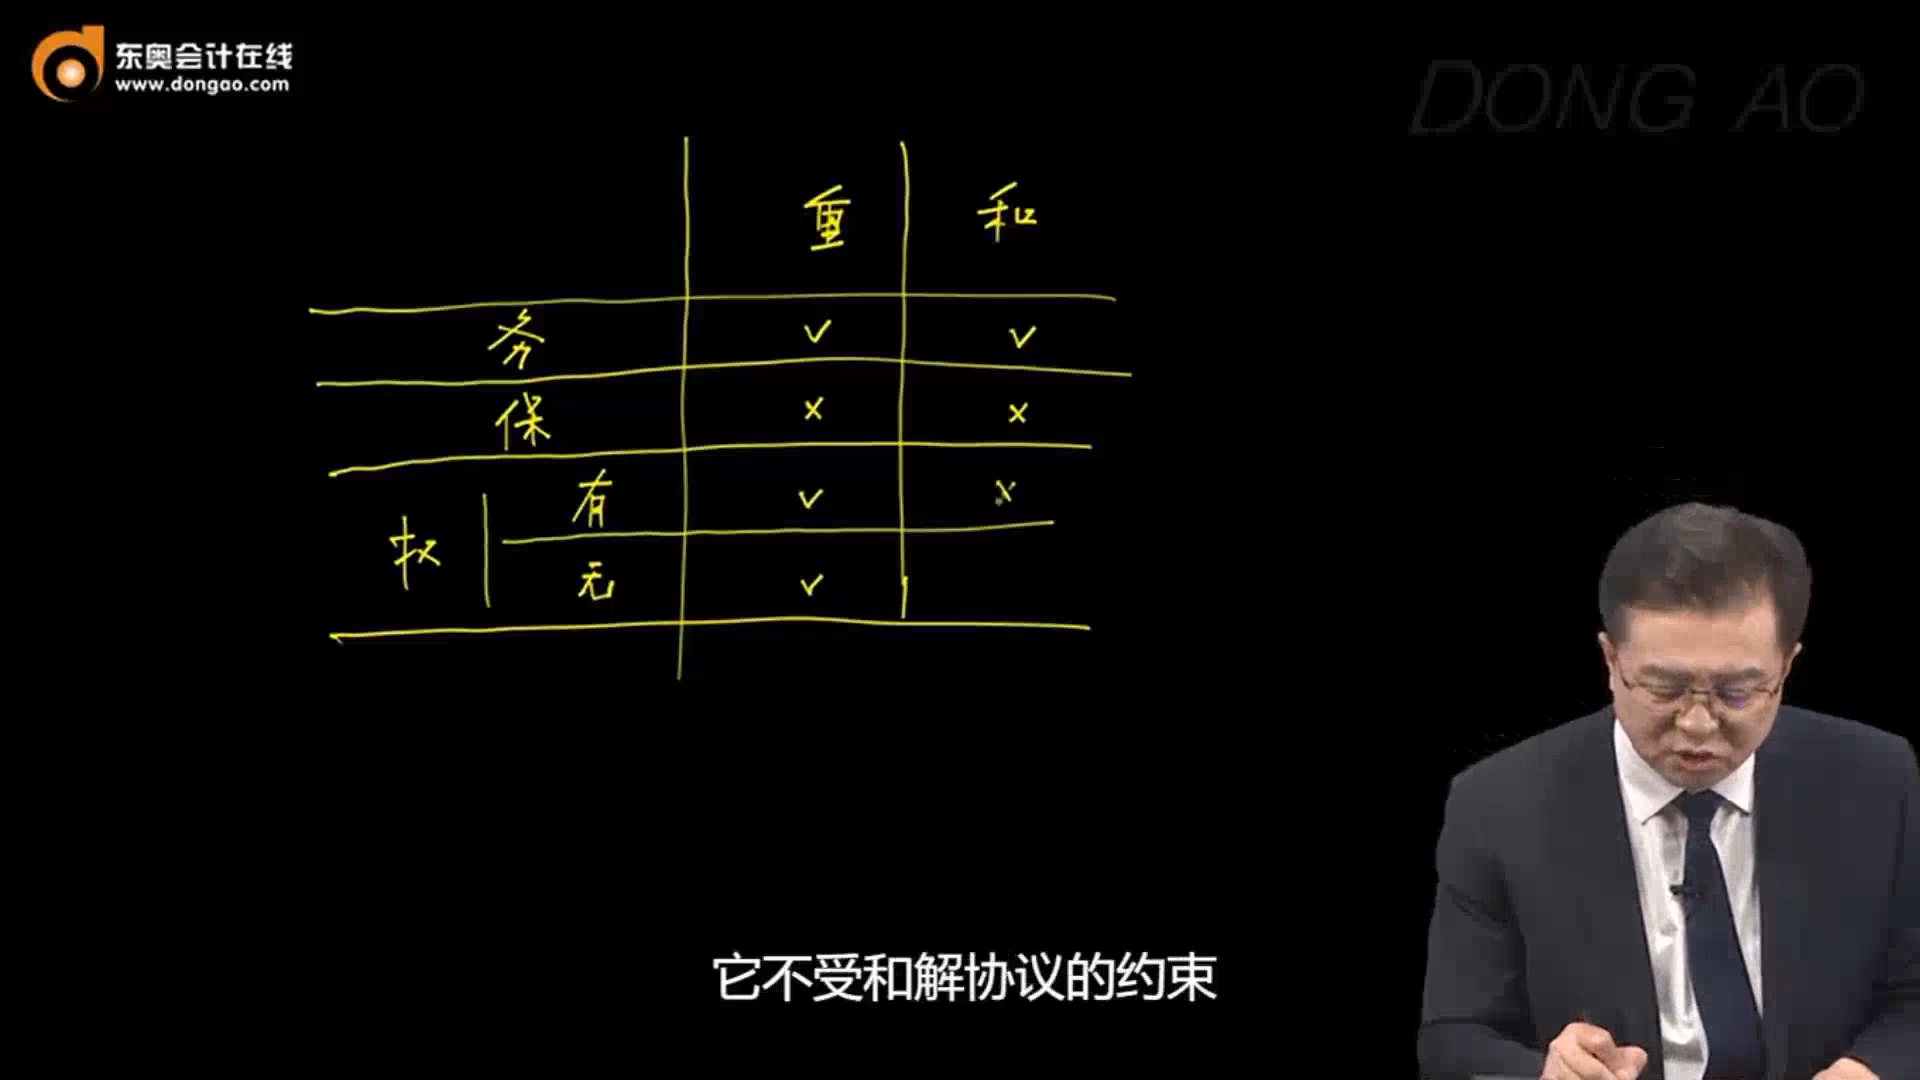 东奥会计在线
www.dongao.com
DONG AO
重 和
务 ∨ ∨
保 × ×
权 有 ∨ ×
无 ∨
它不受和解协议的约束